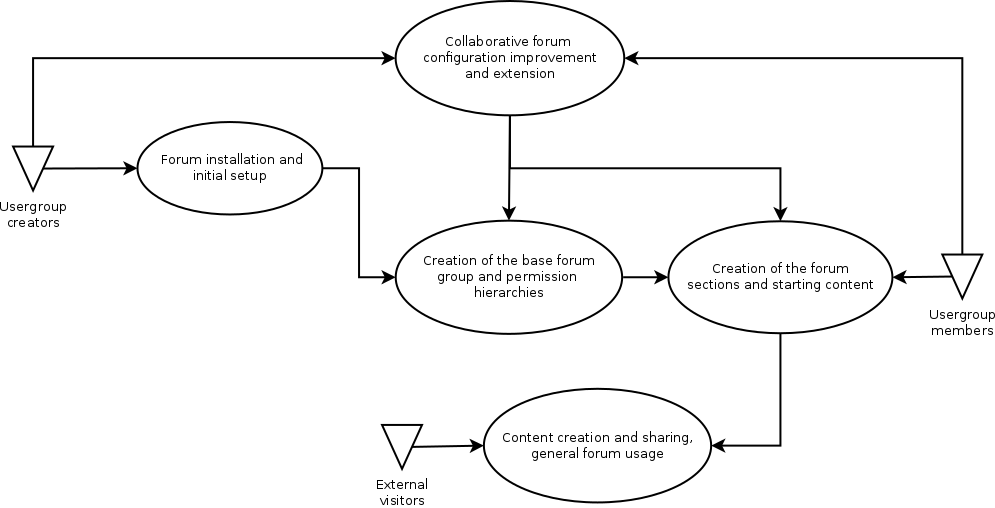 Collaborative forum
configuration improvement
and extension
Forum installation and
initial setup
Usergroup
creators
Creation of the base forum
group and permission
hierarchies
Creation of the forum
sections and starting content
Usergroup
members
Content creation and sharing,
general forum usage
External
visitors